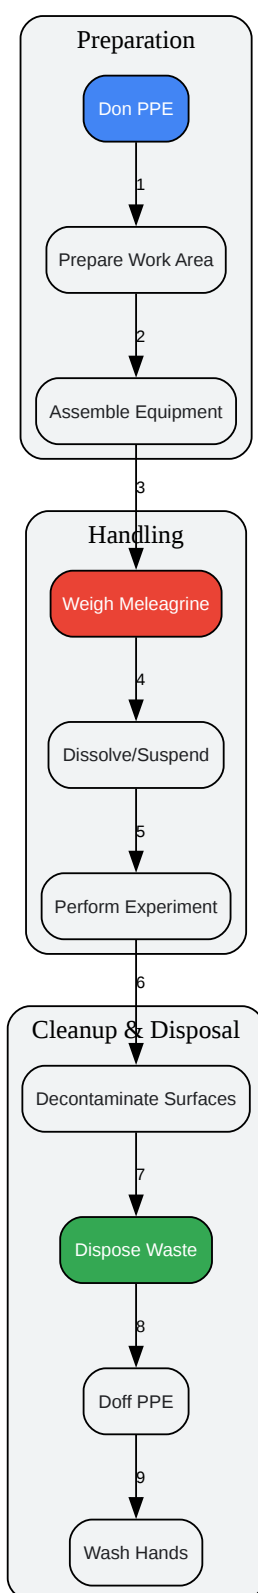 Preparation
Don PPE
1
Prepare Work Area
2
Assemble Equipment
3
Handling
Weigh Meleagrine
4
Dissolve/Suspend
5
Perform Experiment
6
Cleanup & Disposal
Decontaminate Surfaces
7
Dispose Waste
8
Doff PPE
9
Wash Hands